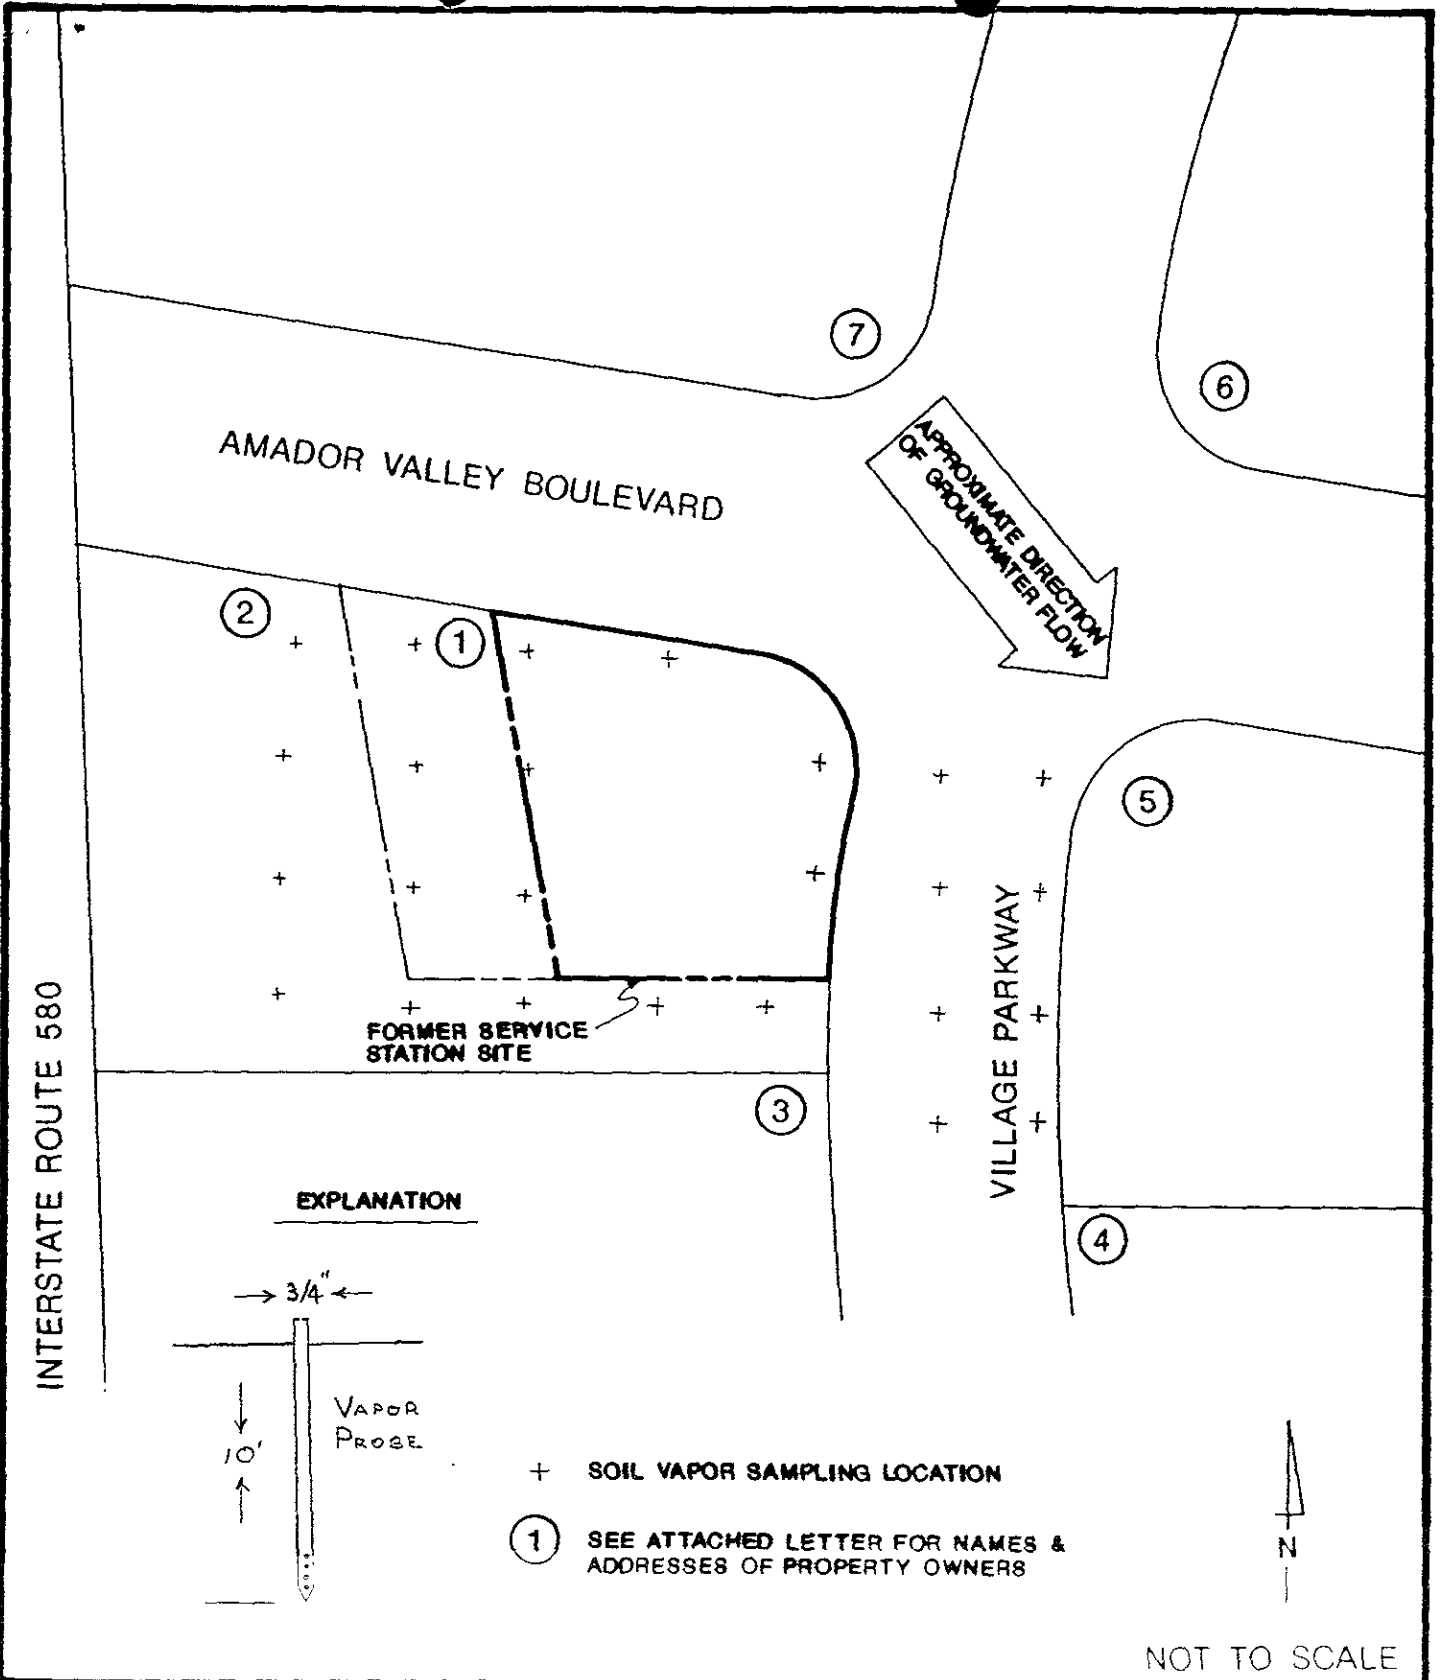 7
6
AMADOR VALLEY BOULEVARD
APPROXIMATE DIRECTION
OF GROUNDWATER FLOW
2
1
5
FORMER SERVICE
STATION SITE
3
VILLAGE PARKWAY
INTERSTATE ROUTE 580
4
EXPLANATION
3/4"
VAPOR
PROBE
10'
+ SOIL VAPOR SAMPLING LOCATION
1 SEE ATTACHED LETTER FOR NAMES &
ADDRESSES OF PROPERTY OWNERS
N
NOT TO SCALE